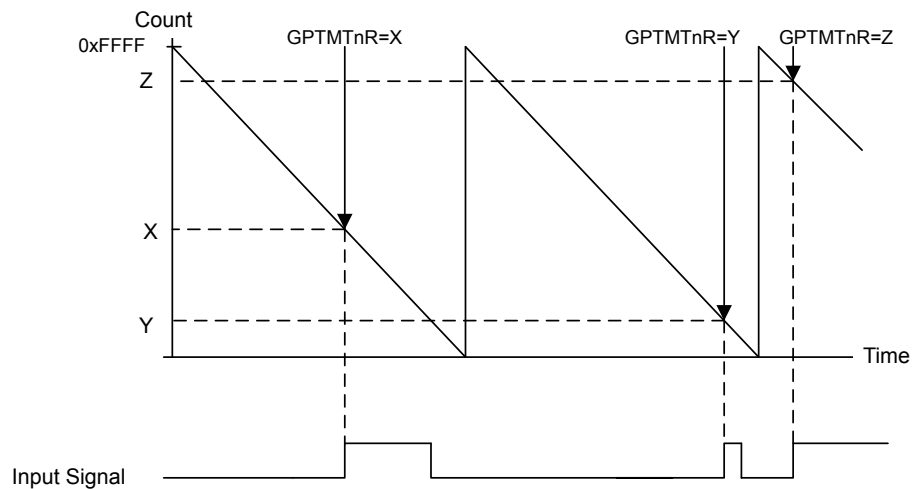 Count
0xFFFF
GPTMTnR=X
GPTMTnR=Y
GPTMTnR=Z
Z
X
Y
Time
Input Signal